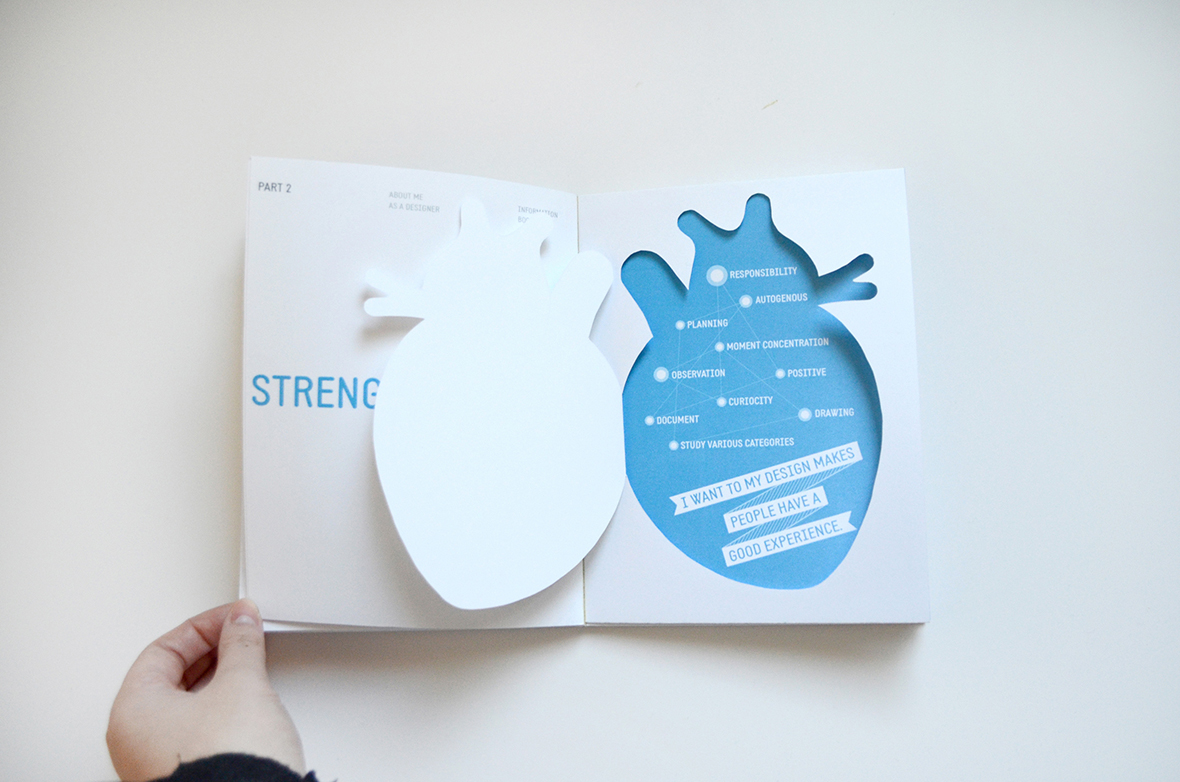 PART 2
ABOUT ME
AS A DESIGNER
INFORMATION
STRENG
RESPONSIBILITY
AUTOGENOUS
PLANNING
MOMENT CONCENTRATION
OBSERVATION
POSITIVE
CURIOCITY
DRAWING
DOCUMENT
STUDY VARIOUS CATEGORIES
I WANT TO MY DESIGN MAKES
PEOPLE HAVE A
GOOD EXPERIENCE.